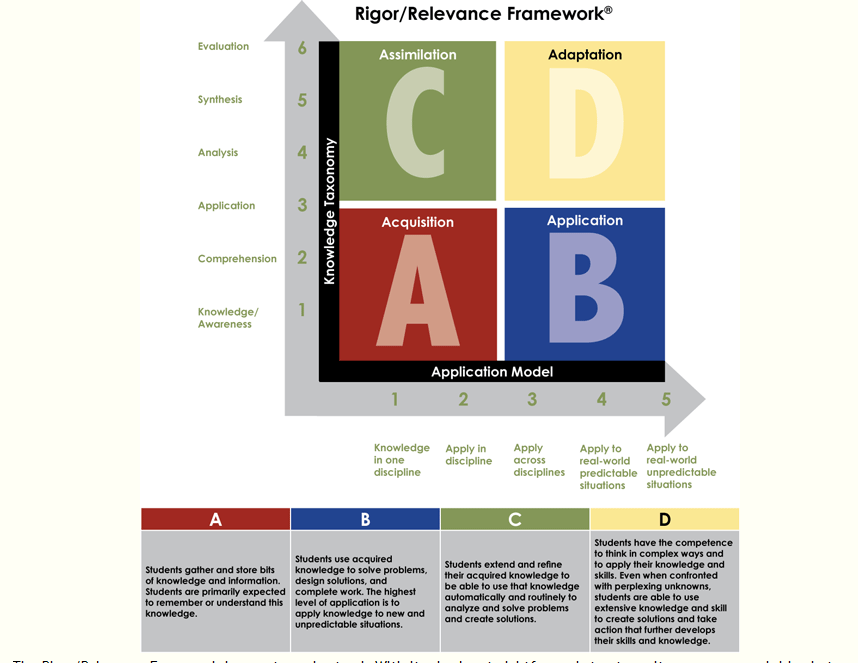 Rigor/Relevance Framework®
Evaluation
6
Synthesis
5
Analysis
4
Application
3
Comprehension
2
Knowledge/
Awareness
1
Knowledge Taxonomy
Assimilation
C
Adaptation
D
Acquisition
A
Application
B
Application Model
1
2
3
4
5
Knowledge
in one
discipline
Apply in
discipline
Apply
across
disciplines
Apply to
real-world
predictable
situations
Apply to
real-world
unpredictable
situations
A
Students gather and store bits
of knowledge and information.
Students are primarily expected
to remember or understand this
knowledge.
B
Students use acquired
knowledge to solve problems,
design solutions, and
complete work. The highest
level of application is to
apply knowledge to new and
unpredictable situations.
C
Students extend and refine
their acquired knowledge to
be able to use that knowledge
automatically and routinely to
analyze and solve problems
and create solutions.
D
Students have the competence
to think in complex ways and
to apply their knowledge and
skills. Even when confronted
with perplexing unknowns,
students are able to use
extensive knowledge and skill
to create solutions and take
action that further develops
their skills and knowledge.